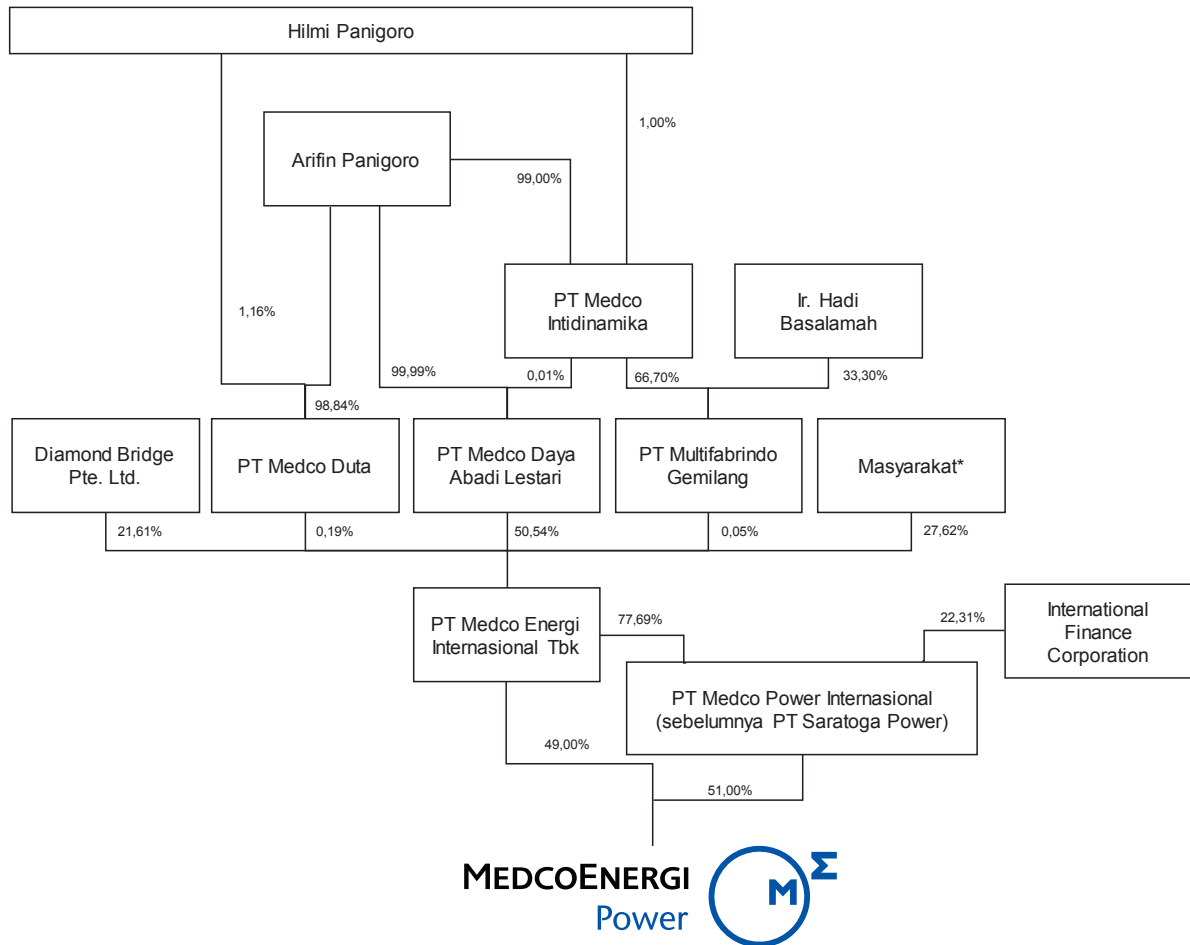 Hilmi Panigoro
1,00%
Arifin Panigoro
99,00%
PT Medco
Intidinamika
Ir. Hadi
Basalamah
1,16%
99,99%
0,01%
66,70%
33,30%
98,84%
Diamond Bridge
Pte. Ltd.
PT Medco Duta
PT Medco Daya
Abadi Lestari
PT Multifabrindo
Gemilang
Masyarakat*
21,61%
0,19%
50,54%
0,05%
27,62%
PT Medco Energi
Internasional Tbk
77,69%
22,31%
International
Finance
Corporation
PT Medco Power Internasional
(sebelumnya PT Saratoga Power)
49,00%
51,00%
MEDCOENERGI
Power
M
Σ